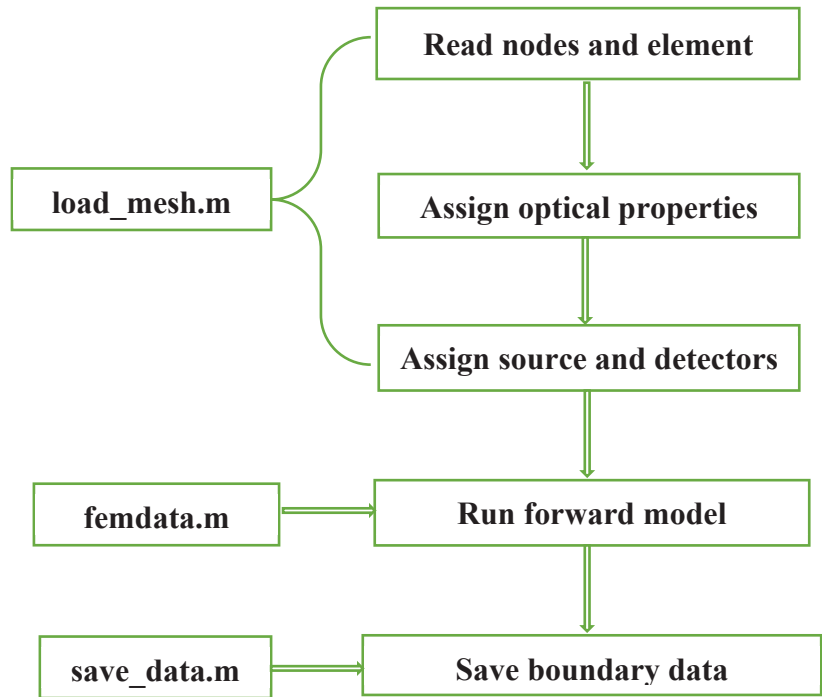 Read nodes and element
load_mesh.m
Assign optical properties
Assign source and detectors
femdata.m
Run forward model
save_data.m
Save boundary data